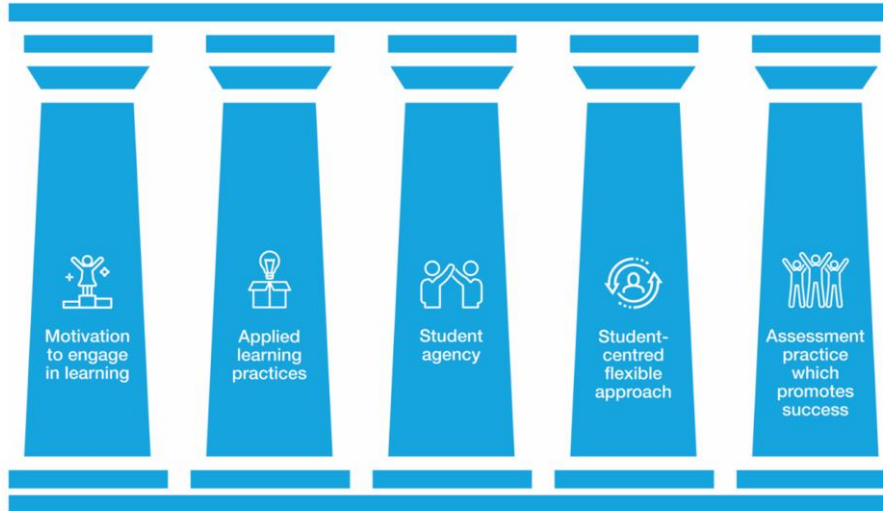 Motivation
to engage
in learning
Applied
learning
practices
Student
agency
Student-
centred
flexible
approach
Assessment
practice
which
promotes
success